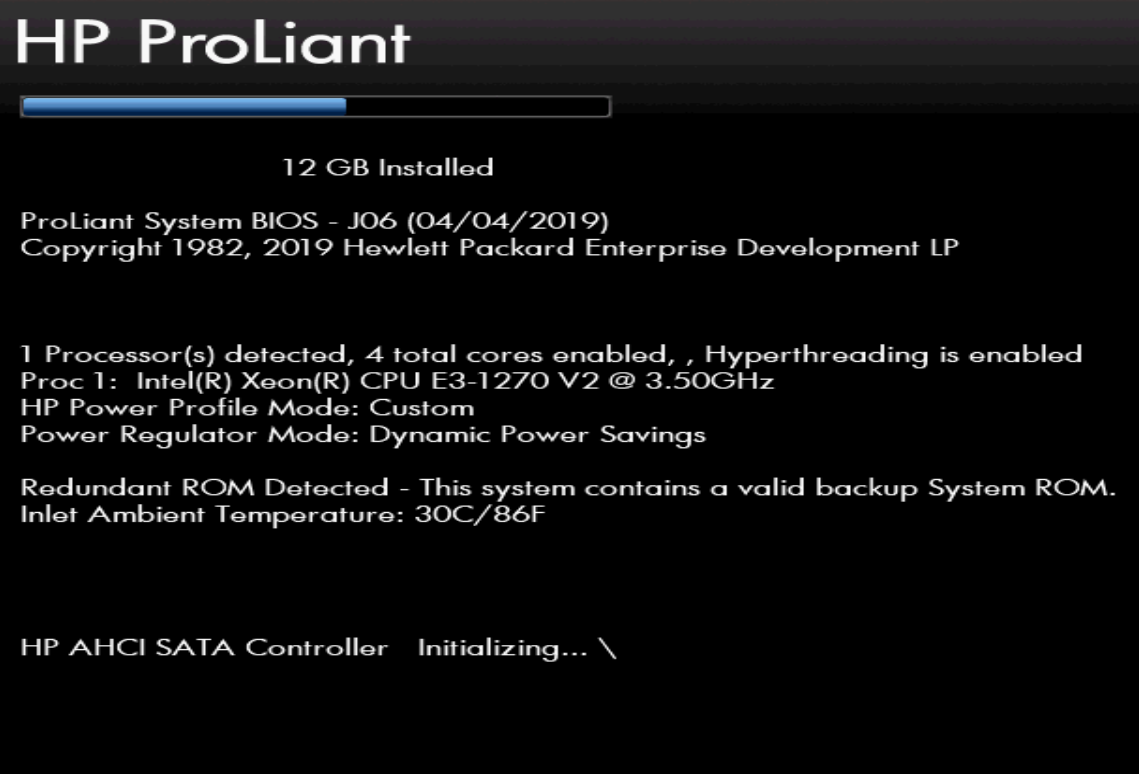 HP ProLiant
12 GB Installed
ProLiant System BIOS - J06 (04/04/2019)
Copyright 1982, 2019 Hewlett Packard Enterprise Development LP
1 Processor(s) detected, 4 total cores enabled, , Hyperthreading is enabled
Proc 1:  Intel(R) Xeon(R) CPU E3-1270 V2 @ 3.50GHz
HP Power Profile Mode: Custom
Power Regulator Mode: Dynamic Power Savings
Redundant ROM Detected - This system contains a valid backup System ROM.
Inlet Ambient Temperature: 30C/86F
HP AHCI SATA Controller   Initializing... \